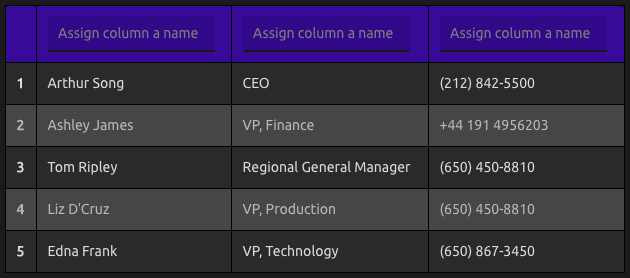 Assign column a name Assign column a name Assign column a name
1 Arthur Song CEO (212) 842-5500
2 Ashley James VP, Finance +44 191 4956203
3 Tom Ripley Regional General Manager (650) 450-8810
4 Liz D'Cruz VP, Production (650) 450-8810
5 Edna Frank VP, Technology (650) 867-3450